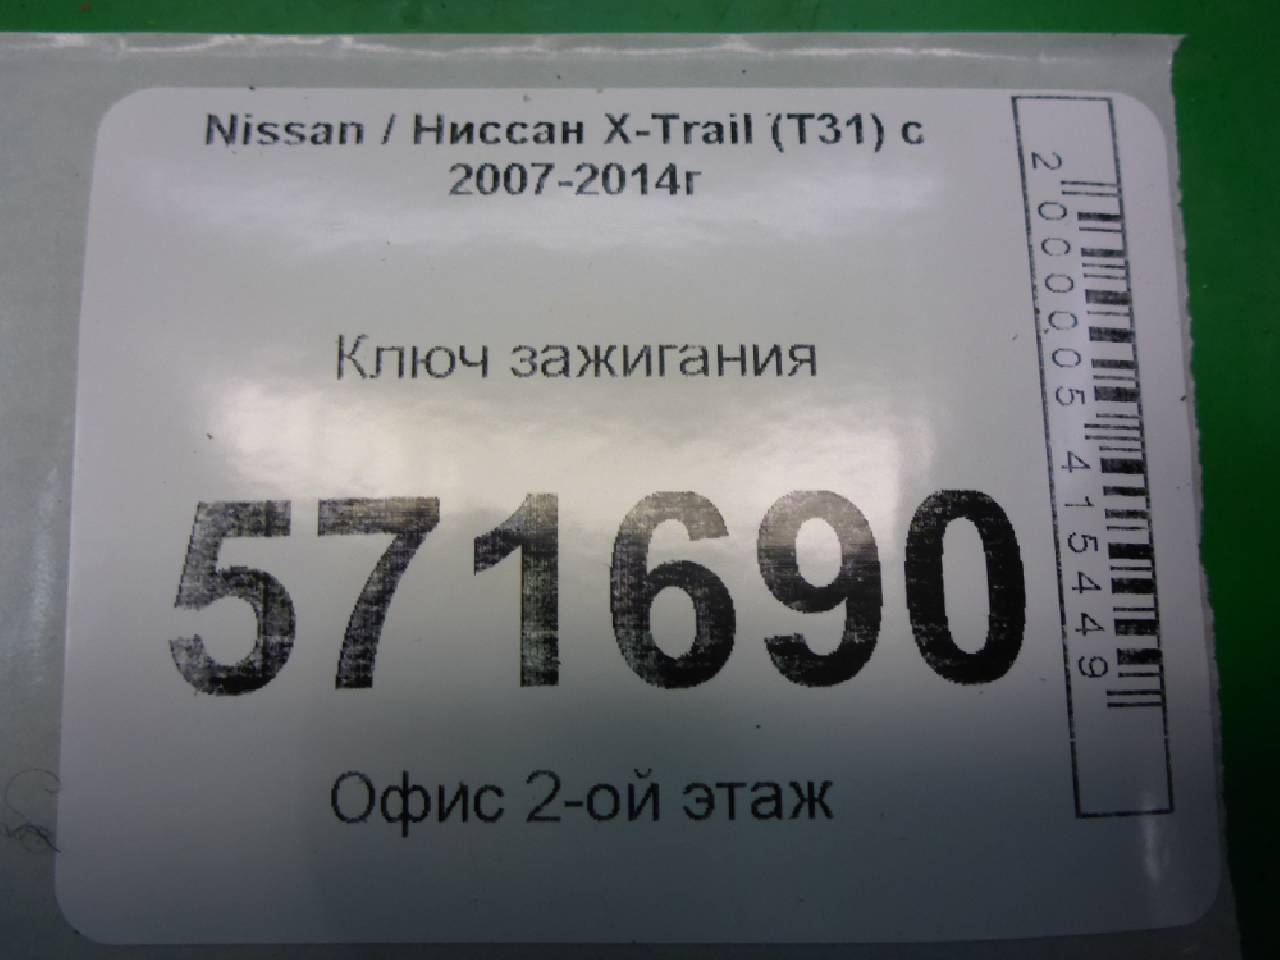 Nissan / Ниссан X-Trail (T31) с
2007-2014г
Ключ зажигания
571690
Офис 2-ой этаж
2000005415449